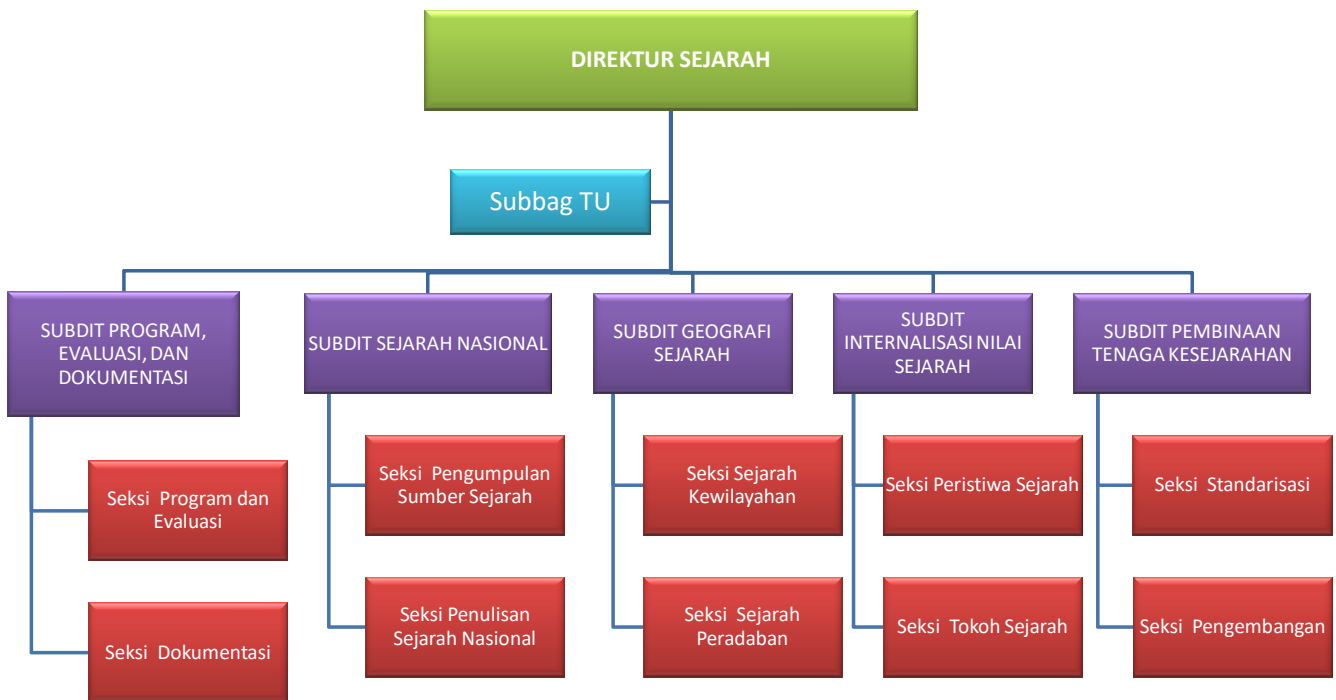 DIREKTUR SEJARAH
Subbag TU
SUBDIT PROGRAM,
EVALUASI, DAN
DOKUMENTASI
SUBDIT SEJARAH NASIONAL
SUBDIT GEOGRAFI
SEJARAH
SUBDIT
INTERNALISASI NILAI
SEJARAH
SUBDIT PEMBINAAN
TENAGA KESEJARAHAN
Seksi Program dan
Evaluasi
Seksi Dokumentasi
Seksi Pengumpulan
Sumber Sejarah
Seksi Penulisan
Sejarah Nasional
Seksi Sejarah
Kewilayahan
Seksi Sejarah
Peradaban
Seksi Peristiwa Sejarah
Seksi Tokoh Sejarah
Seksi Standarisasi
Seksi Pengembangan